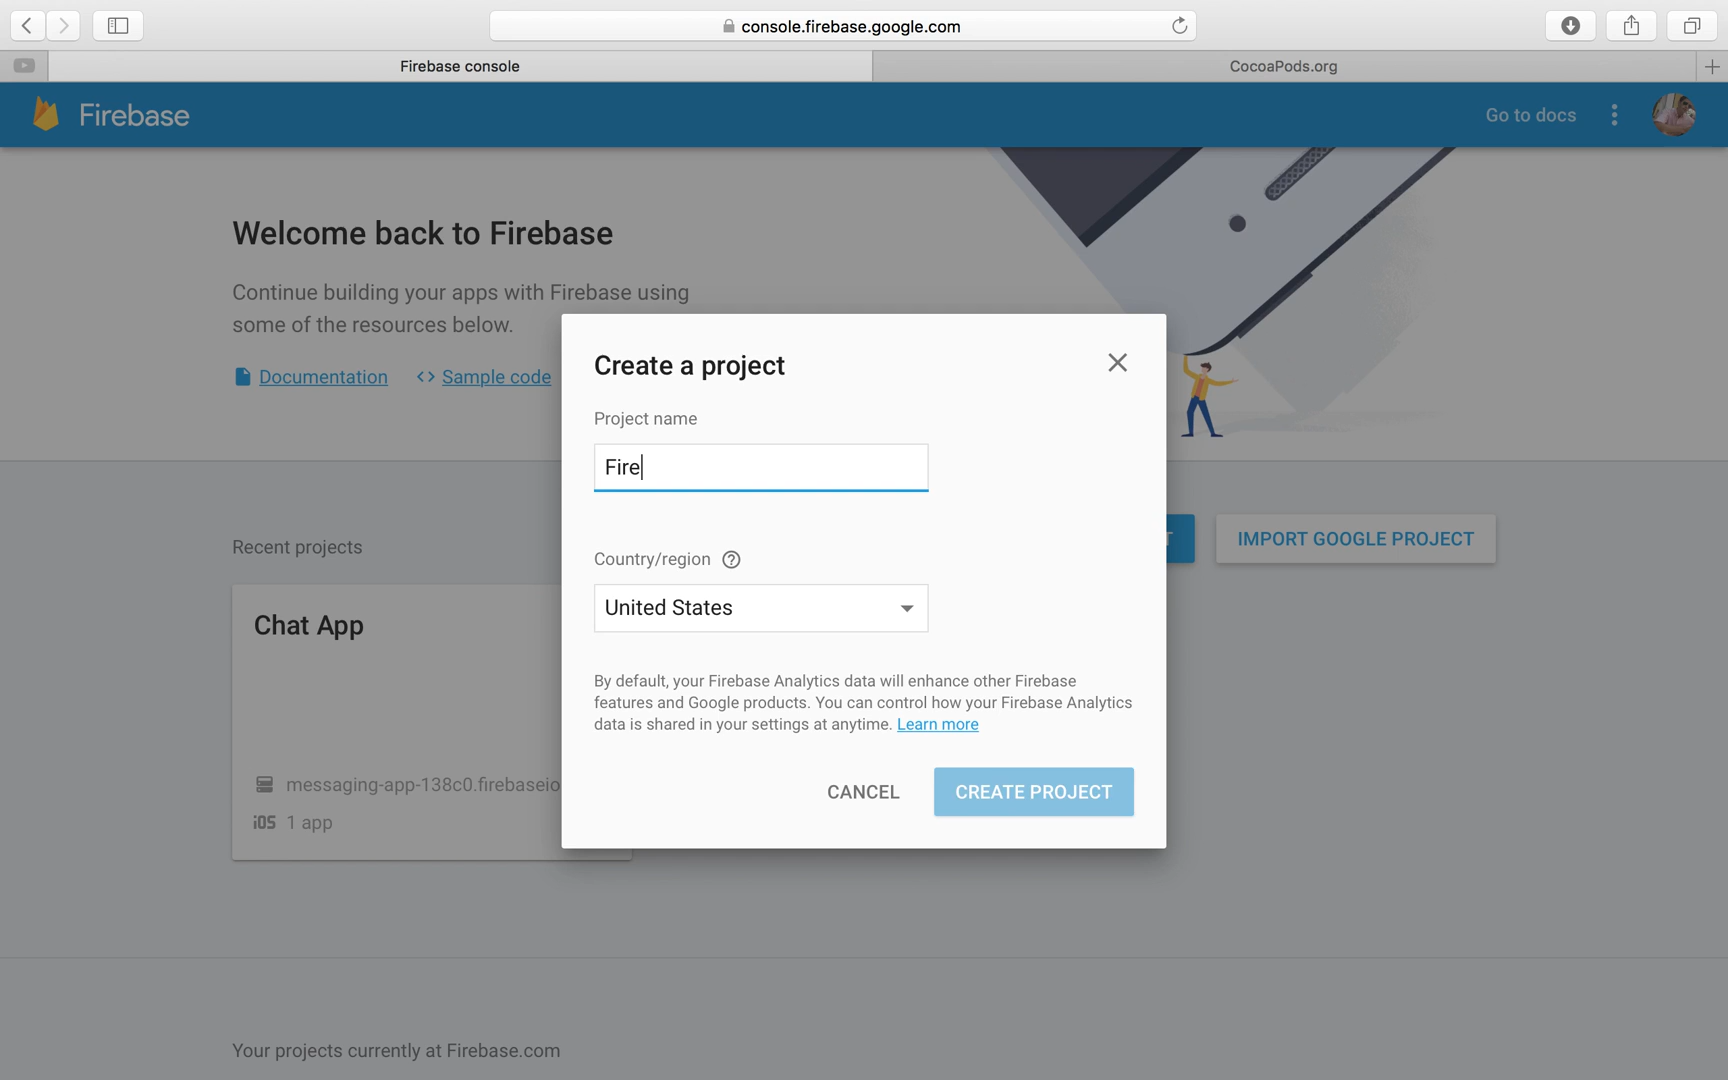 console.firebase.google.com
Firebase console
CocoaPods.org
Firebase
Go to docs
Welcome back to Firebase
Continue building your apps with Firebase using
some of the resources below.
Documentation
<> Sample code
Create a project
Project name
Fire
Country/region
United States
By default, your Firebase Analytics data will enhance other Firebase
features and Google products. You can control how your Firebase Analytics
data is shared in your settings at anytime. Learn more
CANCEL
CREATE PROJECT
Recent projects
T
IMPORT GOOGLE PROJECT
Chat App
messaging-app-138c0.firebaseio
iOS 1 app
Your projects currently at Firebase.com